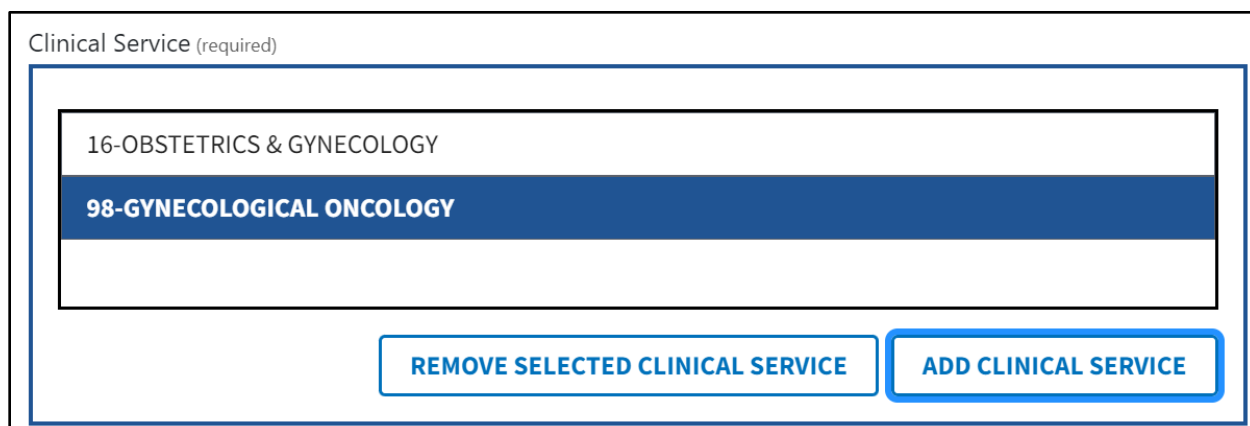 Clinical Service (required)
16-OBSTETRICS & GYNECOLOGY
98-GYNECOLOGICAL ONCOLOGY
REMOVE SELECTED CLINICAL SERVICE
ADD CLINICAL SERVICE